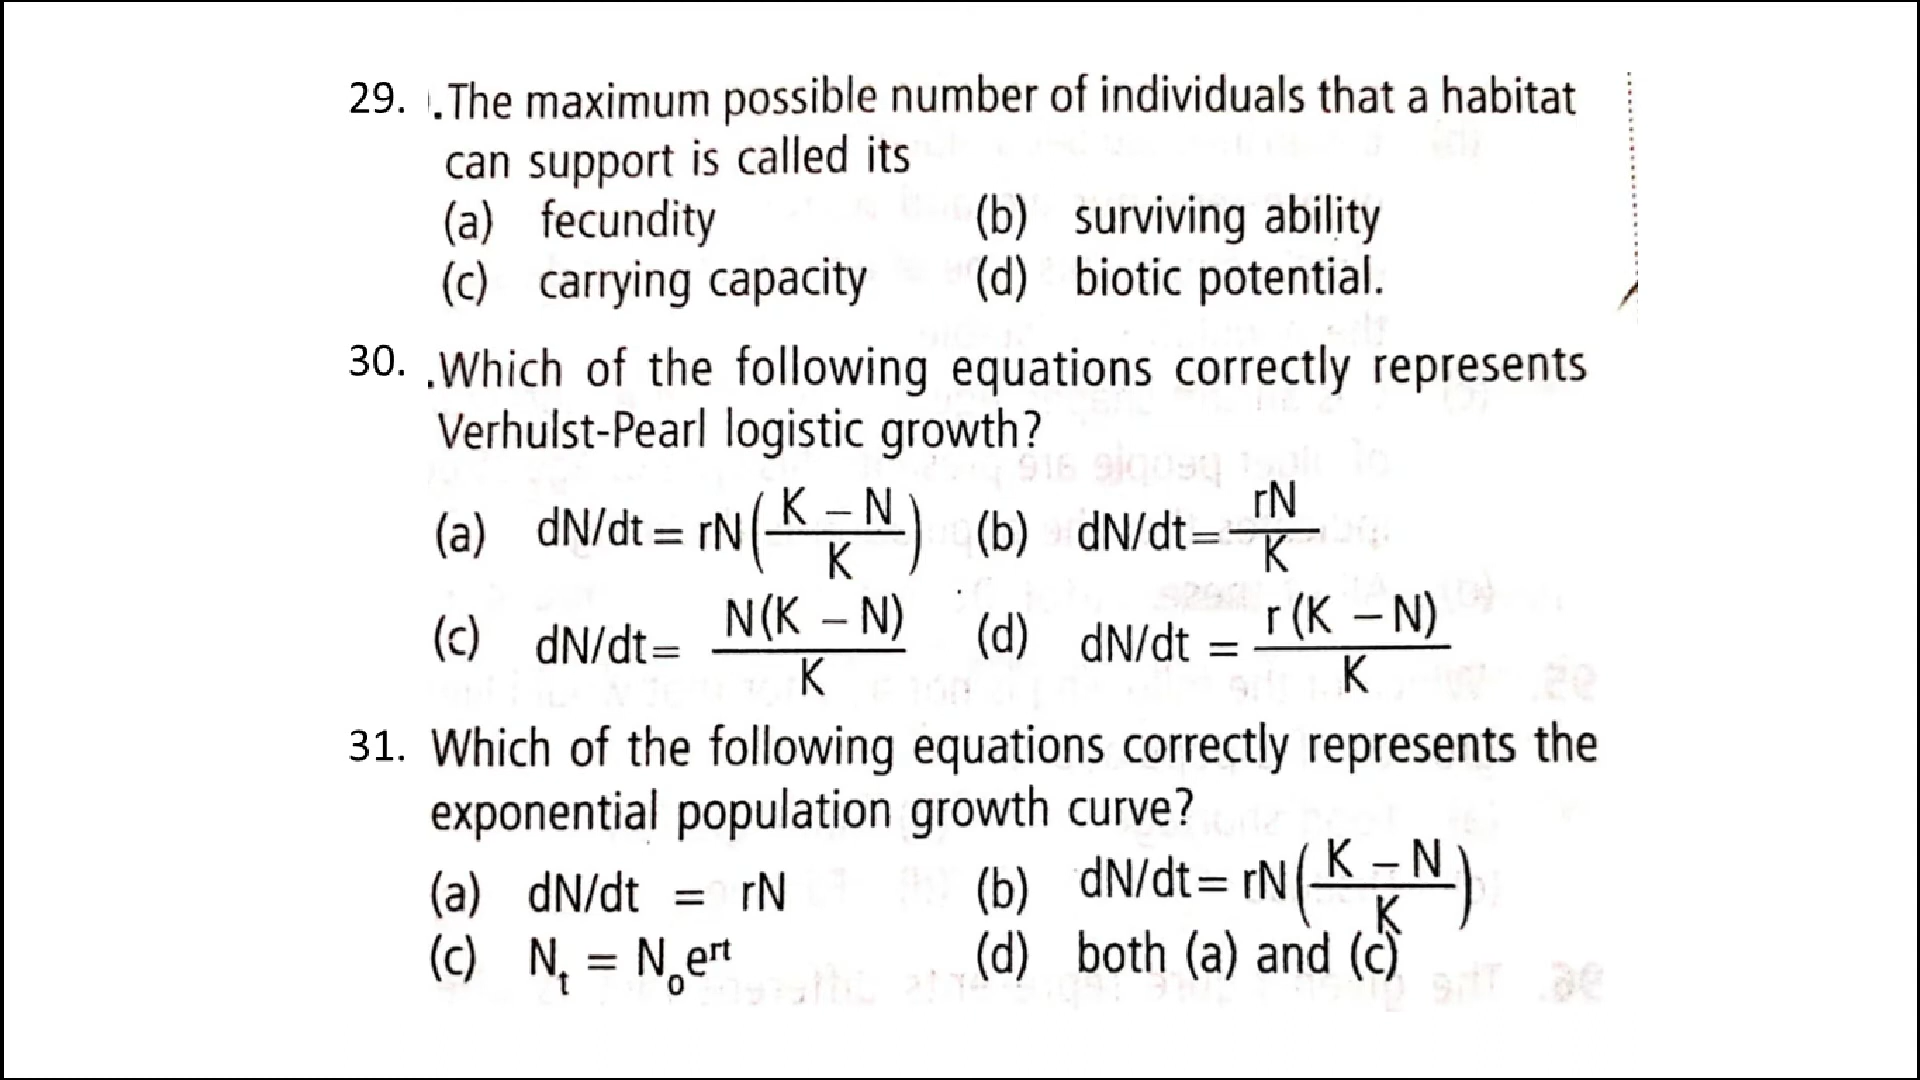 29. .The maximum possible number of individuals that a habitat
can support is called its
(a) fecundity (b) surviving ability
(c) carrying capacity (d) biotic potential.
30. .Which of the following equations correctly represents
Verhulst-Pearl logistic growth?
(a) dN/dt = rN((K – N)/K) (b) dN/dt = rN/K
(c) dN/dt = N(K – N)/K (d) dN/dt = r(K – N)/K
31. Which of the following equations correctly represents the
exponential population growth curve?
(a) dN/dt = rN (b) dN/dt = rN((K – N)/K)
(c) Nₜ = Nₒeʳᵗ (d) both (a) and (c)